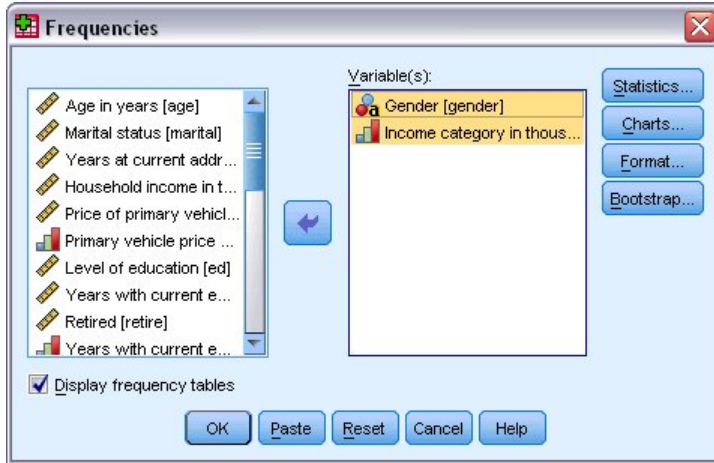 Frequencies
Age in years [age]
Marital status [marital]
Years at current addr...
Household income in t...
Price of primary vehicl...
Primary vehicle price ...
Level of education [ed]
Years with current e...
Retired [retire]
Years with current e...
Variable(s):
Gender [gender]
Income category in thous...
Statistics...
Charts...
Format...
Bootstrap...
Display frequency tables
OK
Paste
Reset
Cancel
Help